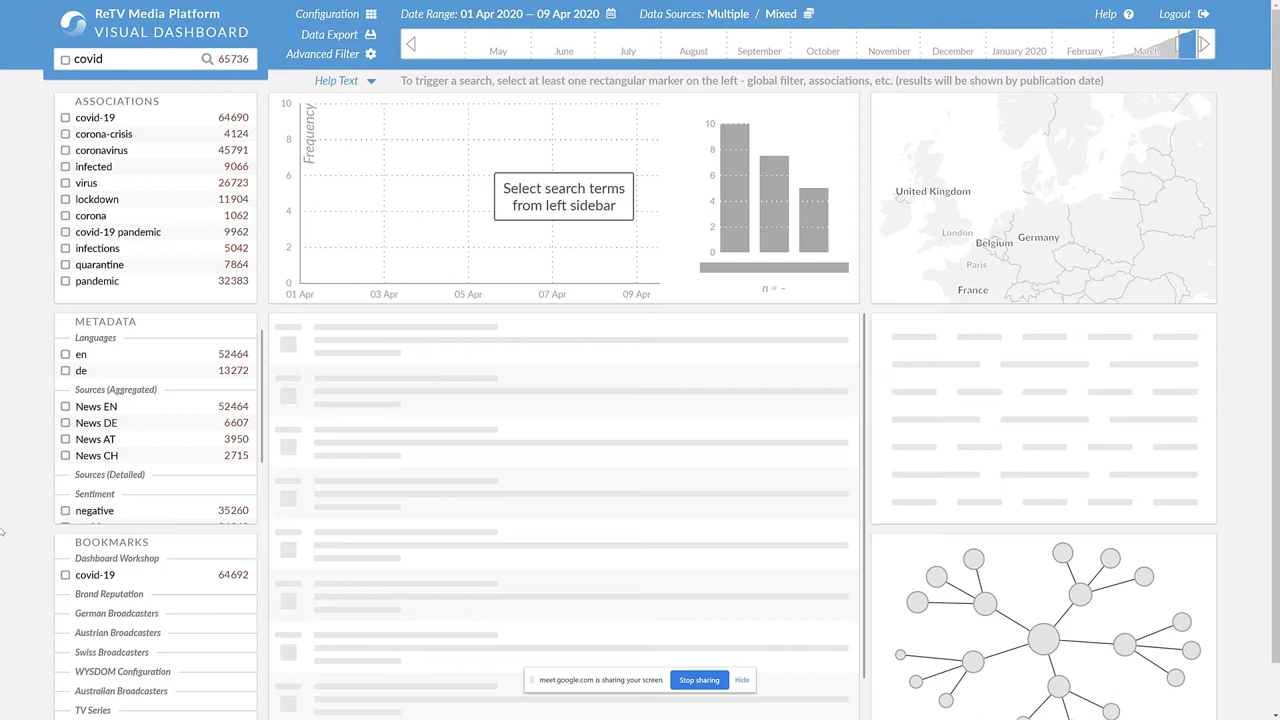 ReTV Media Platform
VISUAL DASHBOARD
covid 65736
Configuration
Data Export
Advanced Filter
Date Range: 01 Apr 2020 — 09 Apr 2020
Data Sources: Multiple / Mixed
Help
Logout
May June July August September October November December January 2020 February March
Help Text
To trigger a search, select at least one rectangular marker on the left - global filter, associations, etc. (results will be shown by publication date)
ASSOCIATIONS
covid-19 64690
corona-crisis 4124
coronavirus 45791
infected 9066
virus 26723
lockdown 11904
corona 1062
covid-19 pandemic 9962
infections 5042
quarantine 7864
pandemic 32383
METADATA
Languages
en 52464
de 13272
Sources (Aggregated)
News EN 52464
News DE 6607
News AT 3950
News CH 2715
Sources (Detailed)
Sentiment
negative 35260
BOOKMARKS
Dashboard Workshop
covid-19 64692
Brand Reputation
German Broadcasters
Austrian Broadcasters
Swiss Broadcasters
WYSDOM Configuration
Australian Broadcasters
TV Series
Frequency
10
8
6
4
2
0
01 Apr 03 Apr 05 Apr 07 Apr 09 Apr
Select search terms
from left sidebar
10
8
6
4
2
0
n = –
United Kingdom
London
Belgium
Germany
Paris
France
meet.google.com is sharing your screen. Stop sharing Hide